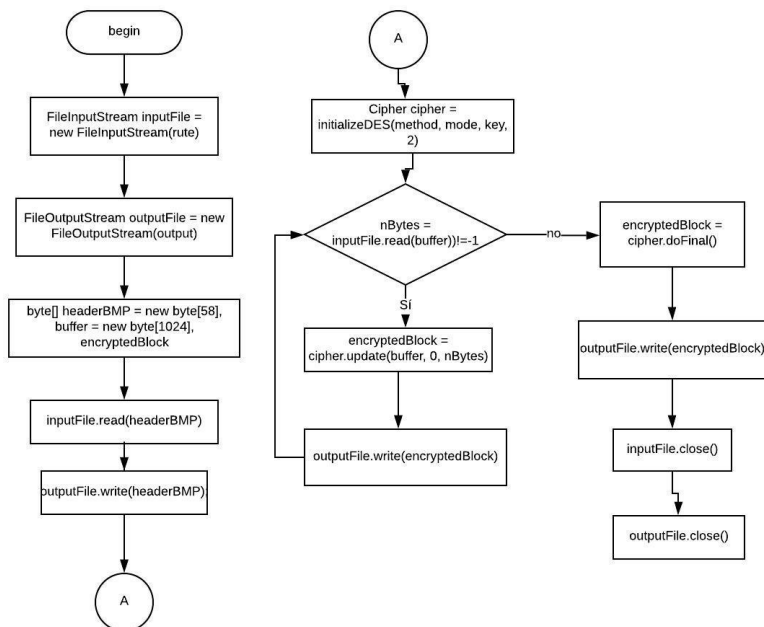 begin
FileInputStream inputFile =
new FileInputStream(rute)
FileOutputStream outputFile = new
FileOutputStream(output)
byte[] headerBMP = new byte[58],
buffer = new byte[1024],
encryptedBlock
inputFile.read(headerBMP)
outputFile.write(headerBMP);
A
A
Cipher cipher =
initializeDES(method, mode, key,
2)
nBytes =
inputFile.read(buffer))!=-1
Sí
encryptedBlock =
cipher.update(buffer, 0, nBytes)
outputFile.write(encryptedBlock)
no
encryptedBlock =
cipher.doFinal()
outputFile.write(encryptedBlock)
inputFile.close()
outputFile.close()